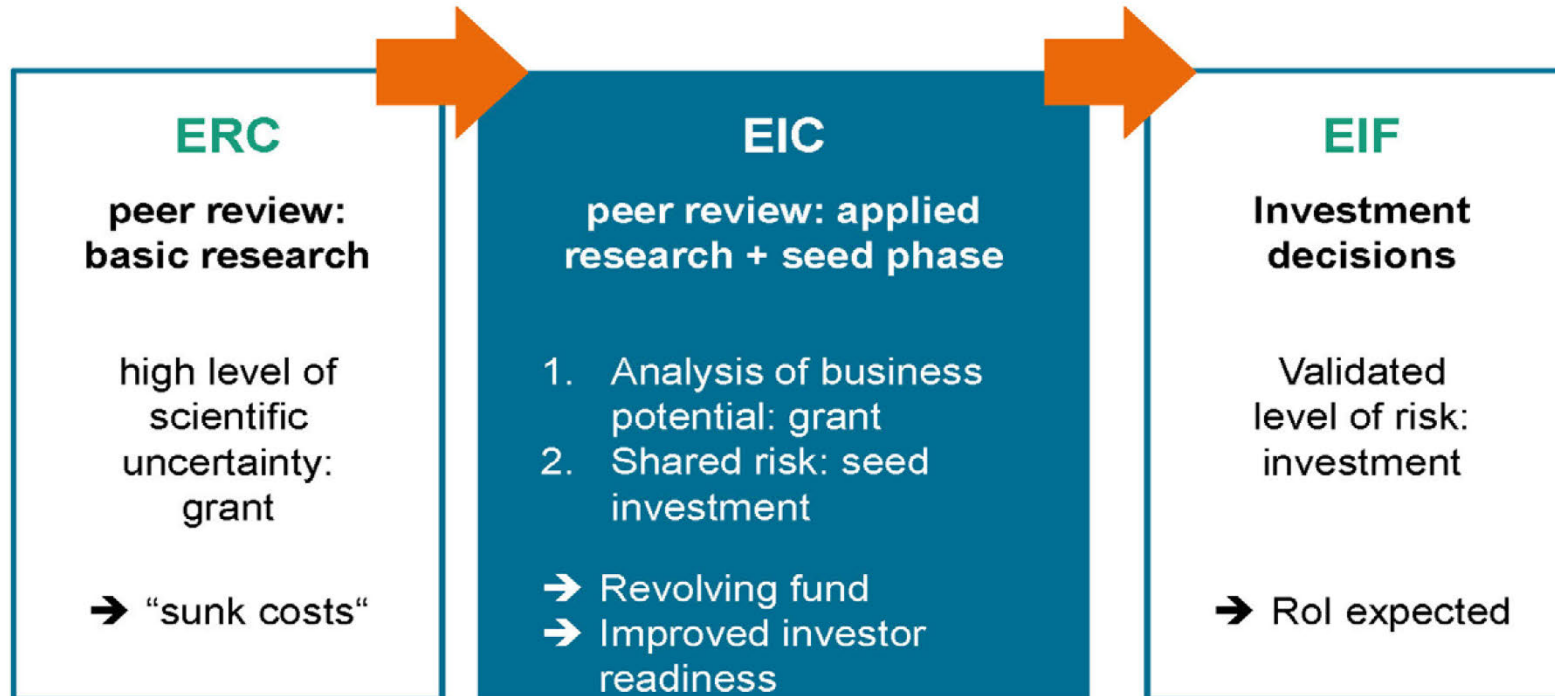 ERC
peer review:
basic research
high level of
scientific
uncertainty:
grant
➔ “sunk costs“
EIC
peer review: applied
research + seed phase
1. Analysis of business
potential: grant
2. Shared risk: seed
investment
➔ Revolving fund
➔ Improved investor
readiness
EIF
Investment
decisions
Validated
level of risk:
investment
➔ RoI expected